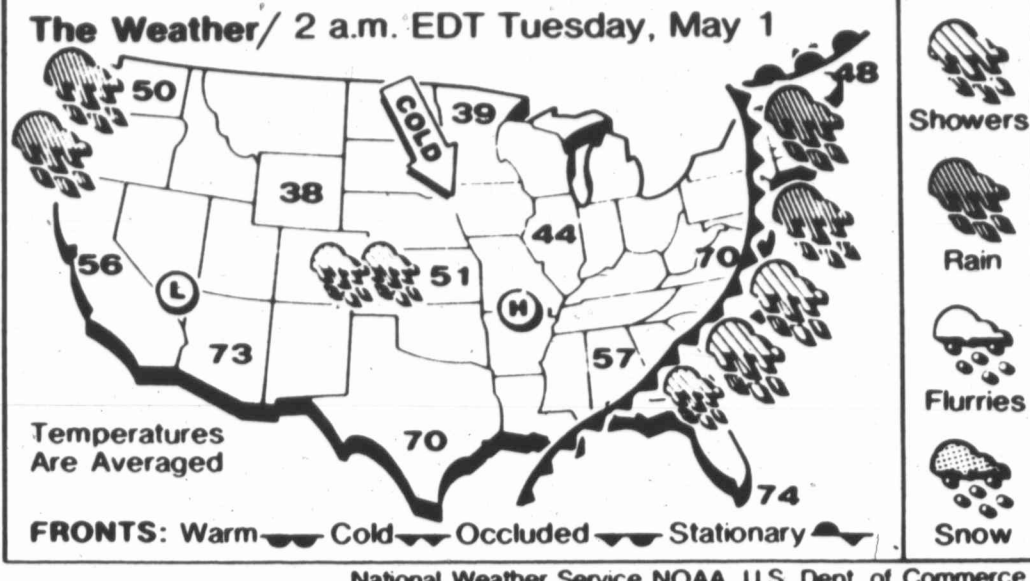 The Weather/ 2 a.m. EDT Tuesday, May 1
50
48
COLD
39
Showers
38
44
Rain
56
L
51
70
H
73
57
Flurries
Temperatures
Are Averaged
70
74
Snow
FRONTS: Warm Cold Occluded Stationary
National Weather Service NOAA U.S. Dept. of Commerce